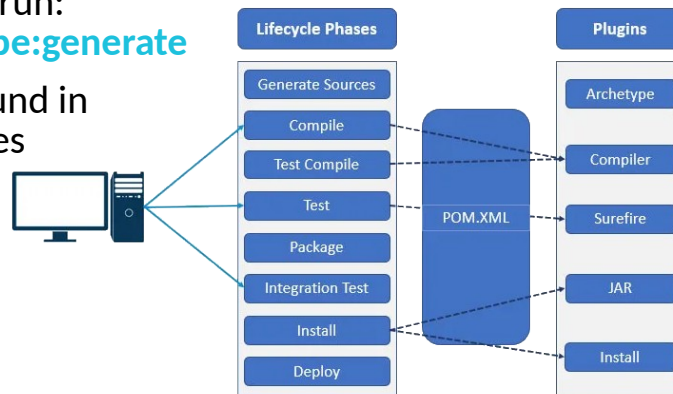 run:
be:generate
und in
es
Lifecycle Phases
Generate Sources
Compile
Test Compile
Test
Package
Integration Test
Install
Deploy
POM.XML
Plugins
Archetype
Compiler
Surefire
JAR
Install